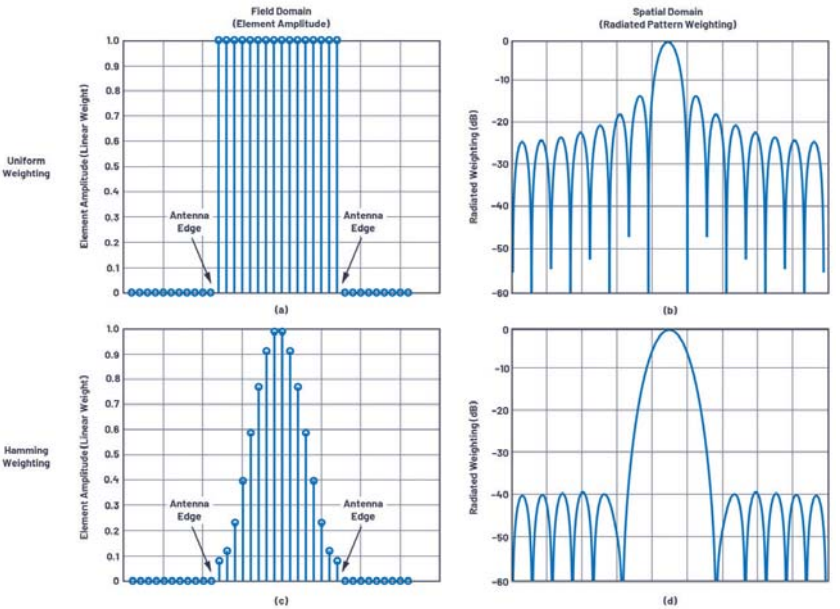 Field Domain
(Element Amplitude)
Spatial Domain
(Radiated Pattern Weighting)
Uniform
Weighting
Element Amplitude (Linear Weight)
1.0
0.9
0.8
0.7
0.6
0.5
0.4
0.3
0.2
0.1
0
Antenna
Edge
Antenna
Edge
(a)
Radiated Weighting (dB)
0
-10
-20
-30
-40
-50
-60
(b)
Hamming
Weighting
Element Amplitude (Linear Weight)
1.0
0.9
0.8
0.7
0.6
0.5
0.4
0.3
0.2
0.1
0
Antenna
Edge
Antenna
Edge
(c)
Radiated Weighting (dB)
0
-10
-20
-30
-40
-50
-60
(d)